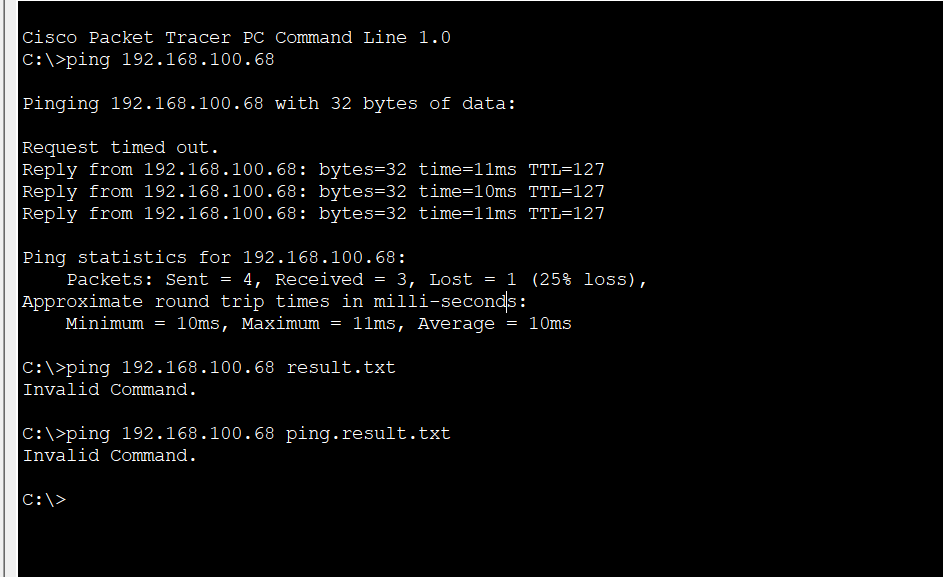 Cisco Packet Tracer PC Command Line 1.0
C:\>ping 192.168.100.68
Pinging 192.168.100.68 with 32 bytes of data:
Request timed out.
Reply from 192.168.100.68: bytes=32 time=11ms TTL=127
Reply from 192.168.100.68: bytes=32 time=10ms TTL=127
Reply from 192.168.100.68: bytes=32 time=11ms TTL=127
Ping statistics for 192.168.100.68:
    Packets: Sent = 4, Received = 3, Lost = 1 (25% loss),
Approximate round trip times in milli-seconds:
    Minimum = 10ms, Maximum = 11ms, Average = 10ms
C:\>ping 192.168.100.68 result.txt
Invalid Command.
C:\>ping 192.168.100.68 ping.result.txt
Invalid Command.
C:\>